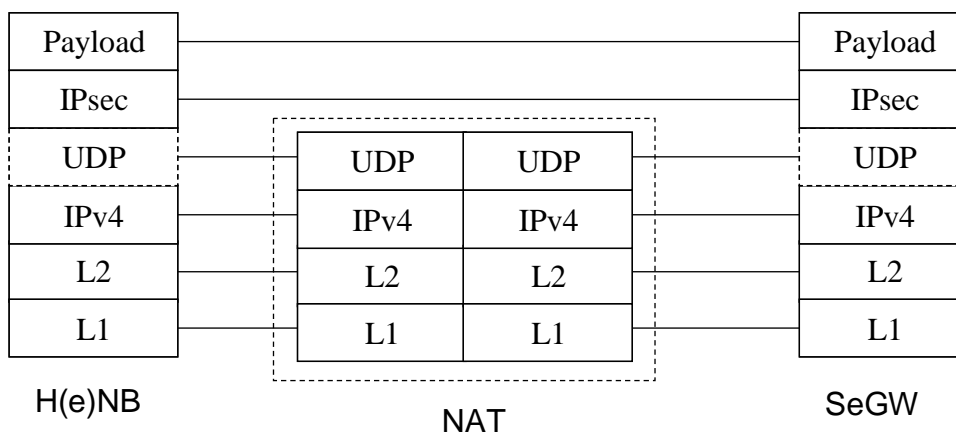 Payload
Payload
IPsec
IPsec
UDP
UDP
UDP
UDP
IPv4
IPv4
IPv4
IPv4
L2
L2
L2
L2
L1
L1
L1
L1
H(e)NB
NAT
SeGW